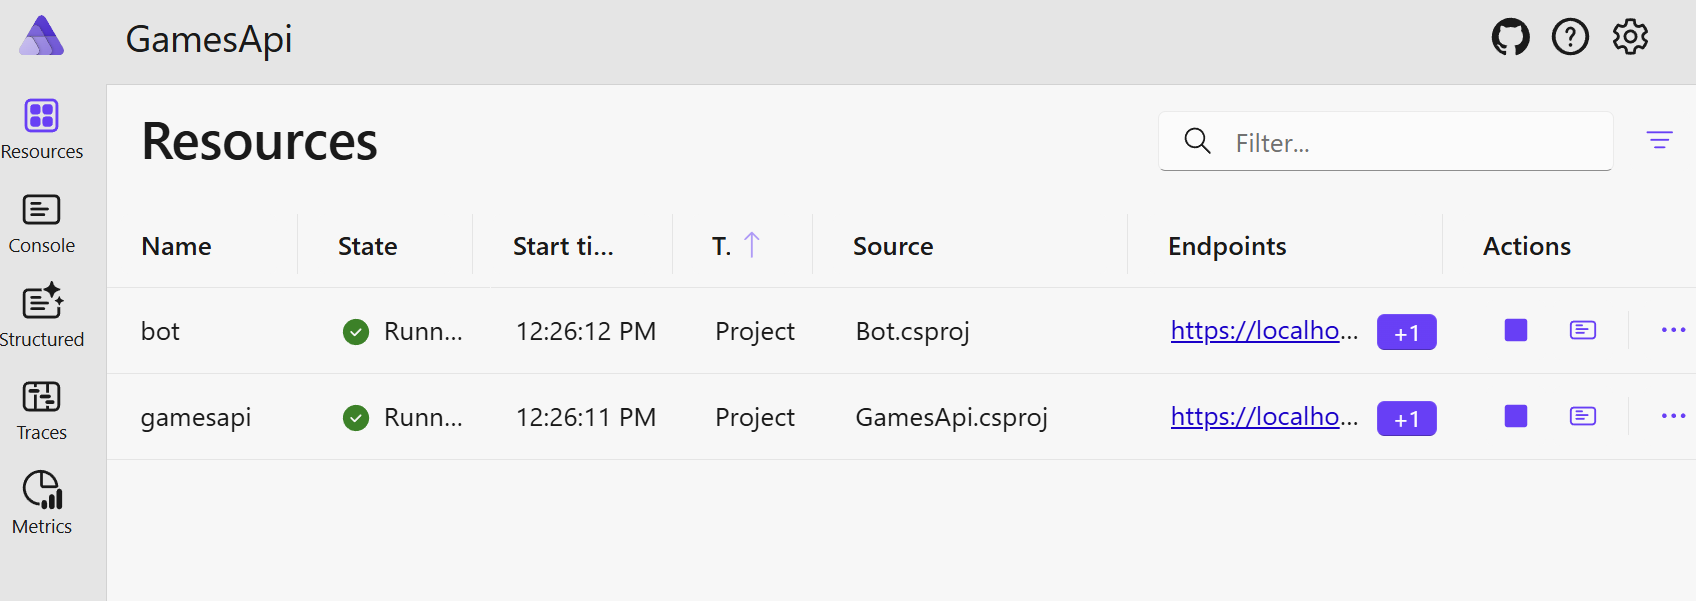 GamesApi
Resources
Resources
Filter...
Console
Structured
Traces
Metrics
Name State Start ti... T. Source Endpoints Actions
bot Runn... 12:26:12 PM Project Bot.csproj https://localho... +1
gamesapi Runn... 12:26:11 PM Project GamesApi.csproj https://localho... +1